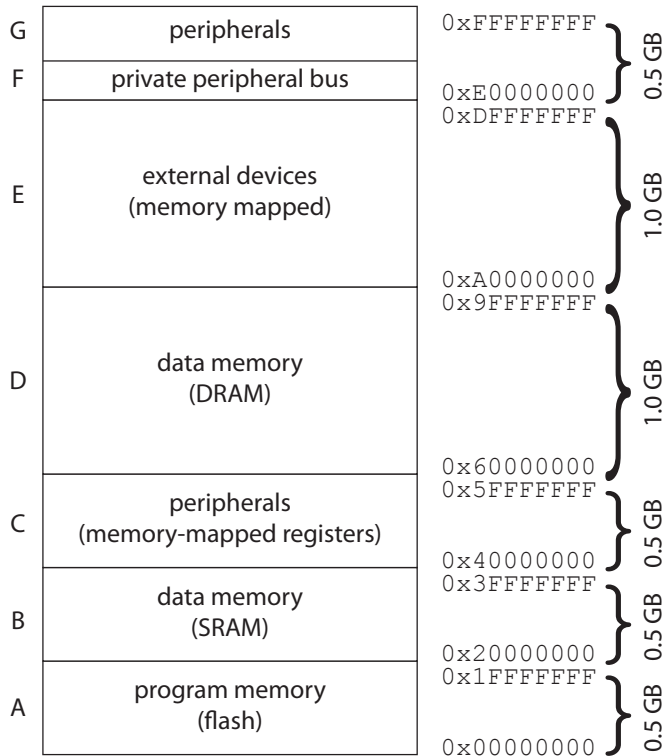 G
peripherals
0xFFFFFFFF
0.5 GB
F
private peripheral bus
0xE0000000
0xDFFFFFFF
E
external devices
(memory mapped)
1.0 GB
0xA0000000
0x9FFFFFFF
D
data memory
(DRAM)
1.0 GB
0x60000000
0x5FFFFFFF
C
peripherals
(memory-mapped registers)
0.5 GB
0x40000000
0x3FFFFFFF
B
data memory
(SRAM)
0.5 GB
0x20000000
0x1FFFFFFF
A
program memory
(flash)
0.5 GB
0x00000000